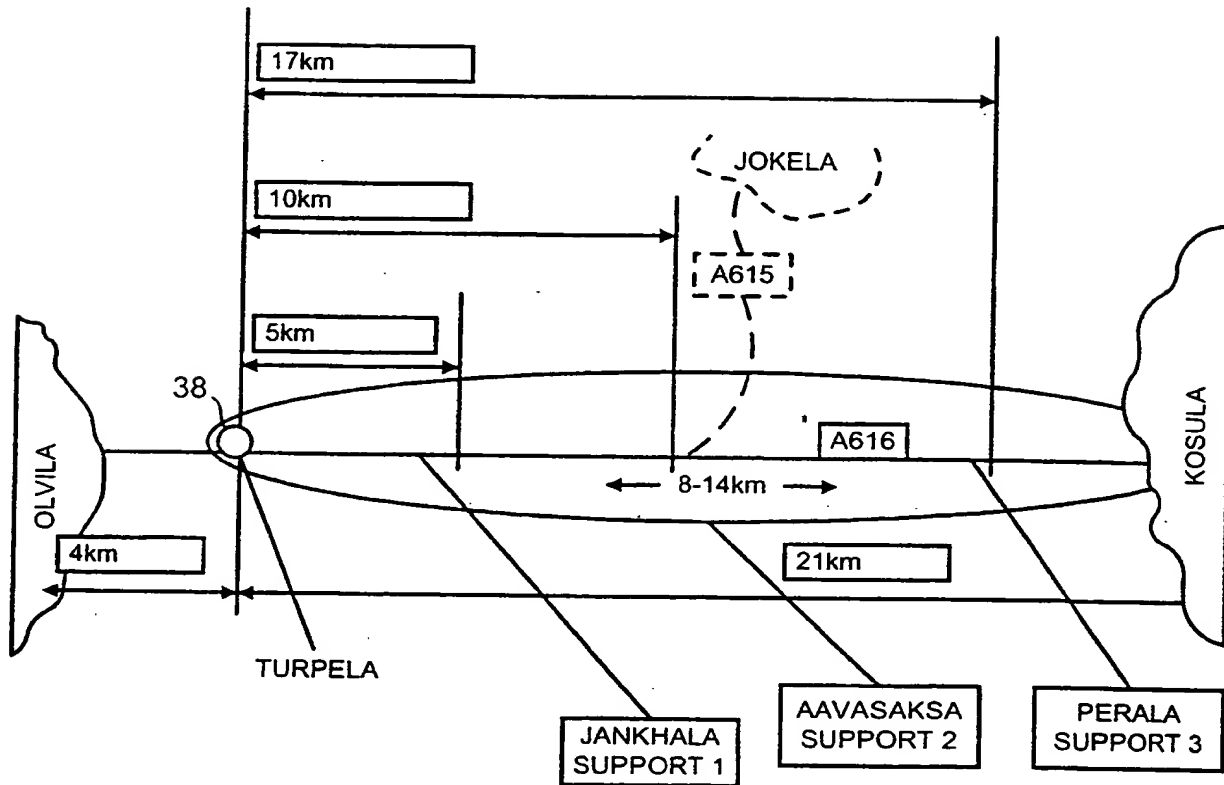 17km
JOKELA
10km
A615
5km
38
A616
8-14km
OLVILA
KOSULA
4km
21km
TURPELA
JANKHALA
SUPPORT 1
AAVASAKSA
SUPPORT 2
PERALA
SUPPORT 3